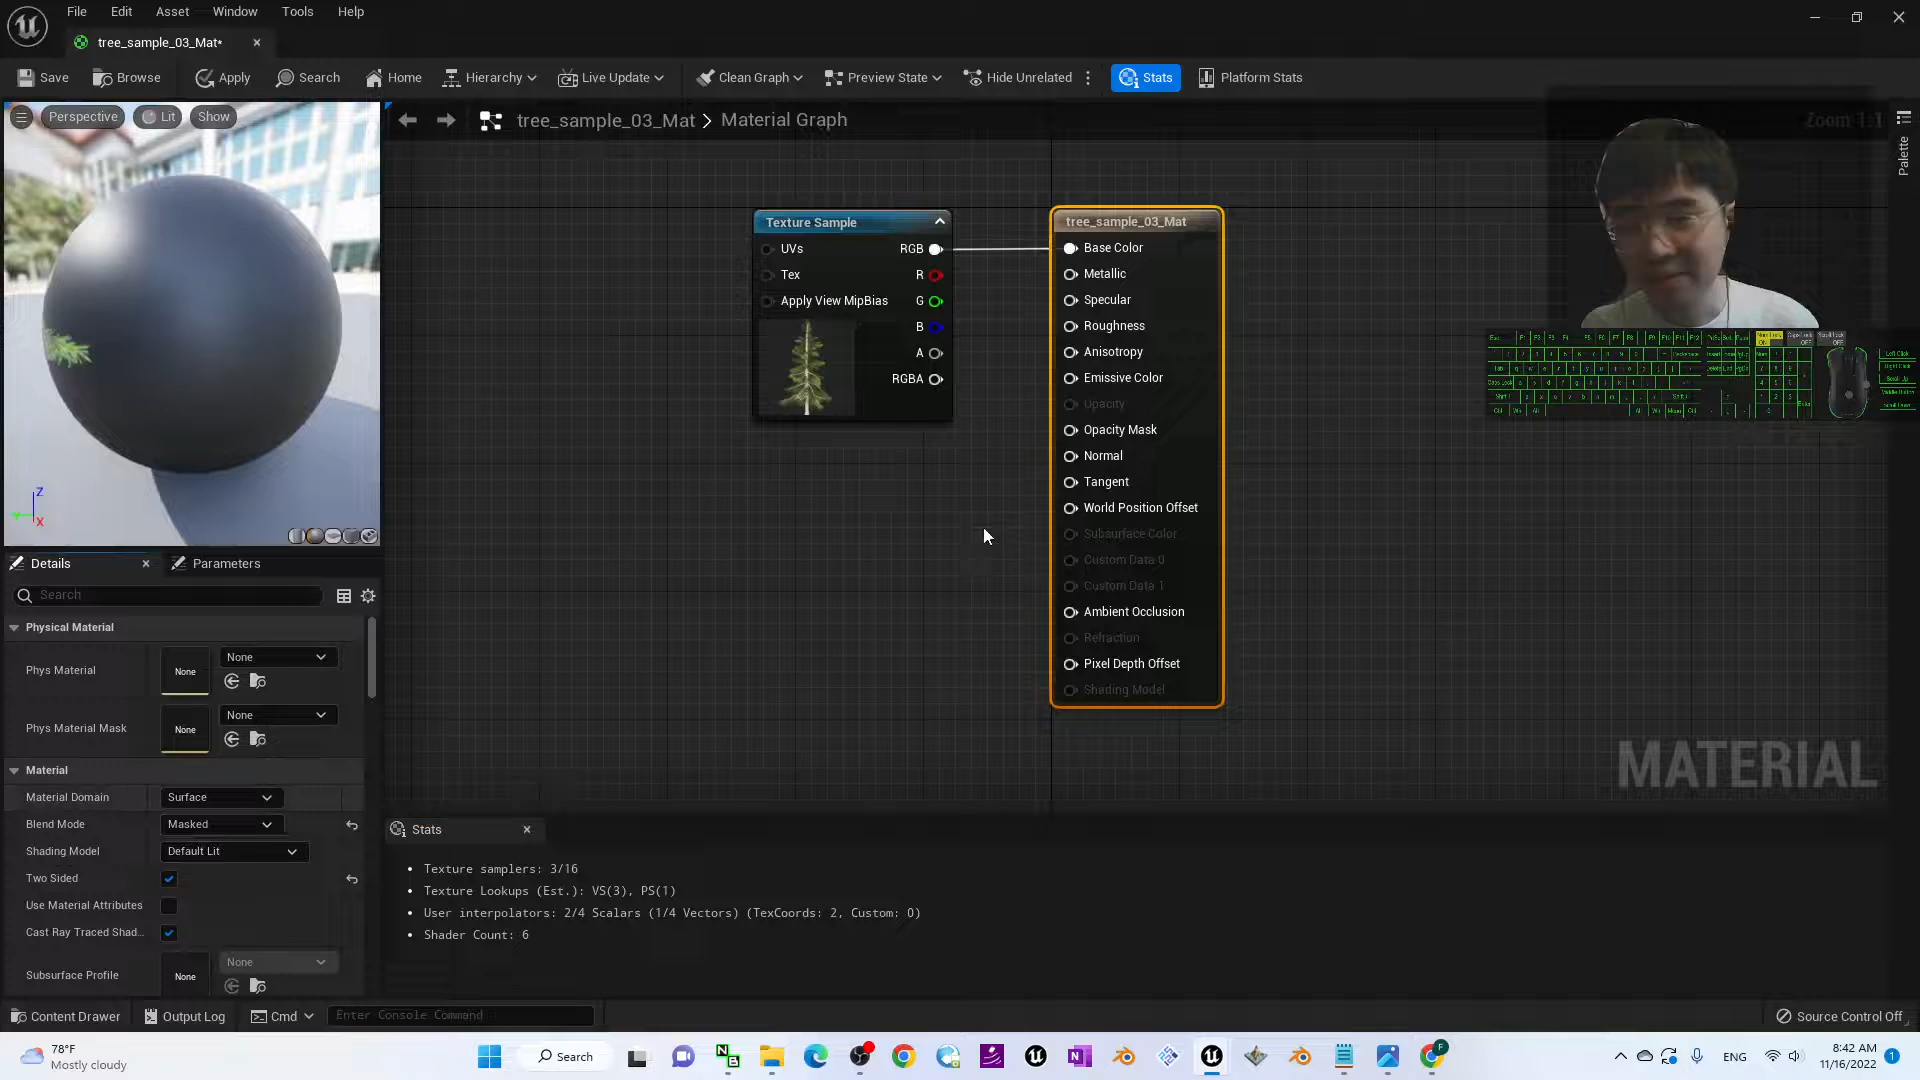 File Edit Asset Window Tools Help
tree_sample_03_Mat*
Save Browse Apply Search Home Hierarchy Live Update Clean Graph Preview State Hide Unrelated Stats Platform Stats
Perspective Lit Show
tree_sample_03_Mat > Material Graph
Zoom 1:1
Palette
Texture Sample
UVs RGB
Tex R
Apply View MipBias G
B
A
RGBA
tree_sample_03_Mat
Base Color
Metallic
Specular
Roughness
Anisotropy
Emissive Color
Opacity
Opacity Mask
Normal
Tangent
World Position Offset
Subsurface Color
Custom Data 0
Custom Data 1
Ambient Occlusion
Refraction
Pixel Depth Offset
Shading Model
MATERIAL
Z
X
Details Parameters
Search
Physical Material
Phys Material None None
Phys Material Mask None None
Material
Material Domain Surface
Blend Mode Masked
Shading Model Default Lit
Two Sided
Use Material Attributes
Cast Ray Traced Shad...
Subsurface Profile None None
Stats
• Texture samplers: 3/16
• Texture Lookups (Est.): VS(3), PS(1)
• User interpolators: 2/4 Scalars (1/4 Vectors) (TexCoords: 2, Custom: 0)
• Shader Count: 6
Content Drawer Output Log Cmd Enter Console Command Source Control Off
78°F
Mostly cloudy
Search
ENG
8:42 AM
11/16/2022
1